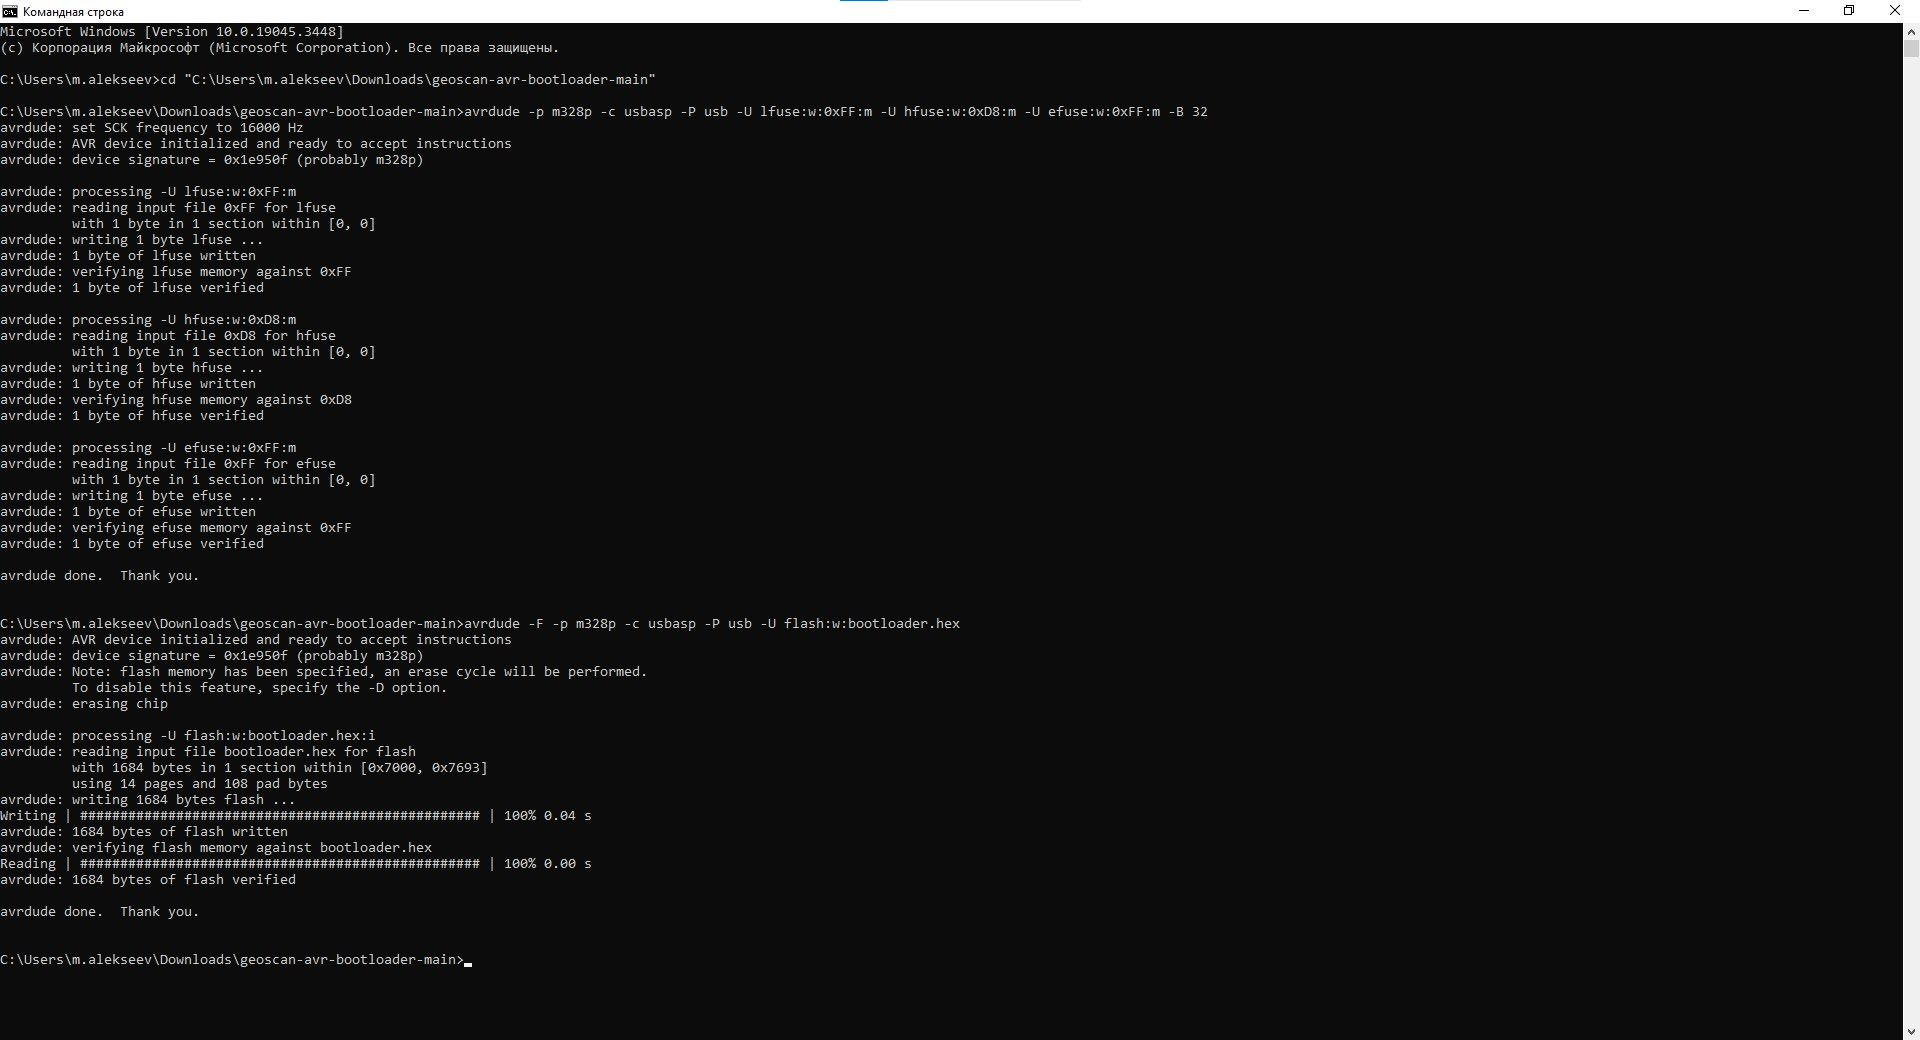 Командная строка
Microsoft Windows [Version 10.0.19045.3448]
(c) Корпорация Майкрософт (Microsoft Corporation). Все права защищены.
C:\Users\m.alekseev>cd "C:\Users\m.alekseev\Downloads\geoscan-avr-bootloader-main"
C:\Users\m.alekseev\Downloads\geoscan-avr-bootloader-main>avrdude -p m328p -c usbasp -P usb -U lfuse:w:0xFF:m -U hfuse:w:0xD8:m -U efuse:w:0xFF:m -B 32
avrdude: set SCK frequency to 16000 Hz
avrdude: AVR device initialized and ready to accept instructions
avrdude: device signature = 0x1e950f (probably m328p)
avrdude: processing -U lfuse:w:0xFF:m
avrdude: reading input file 0xFF for lfuse
         with 1 byte in 1 section within [0, 0]
avrdude: writing 1 byte lfuse ...
avrdude: 1 byte of lfuse written
avrdude: verifying lfuse memory against 0xFF
avrdude: 1 byte of lfuse verified
avrdude: processing -U hfuse:w:0xD8:m
avrdude: reading input file 0xD8 for hfuse
         with 1 byte in 1 section within [0, 0]
avrdude: writing 1 byte hfuse ...
avrdude: 1 byte of hfuse written
avrdude: verifying hfuse memory against 0xD8
avrdude: 1 byte of hfuse verified
avrdude: processing -U efuse:w:0xFF:m
avrdude: reading input file 0xFF for efuse
         with 1 byte in 1 section within [0, 0]
avrdude: writing 1 byte efuse ...
avrdude: 1 byte of efuse written
avrdude: verifying efuse memory against 0xFF
avrdude: 1 byte of efuse verified
avrdude done.  Thank you.
C:\Users\m.alekseev\Downloads\geoscan-avr-bootloader-main>avrdude -F -p m328p -c usbasp -P usb -U flash:w:bootloader.hex
avrdude: AVR device initialized and ready to accept instructions
avrdude: device signature = 0x1e950f (probably m328p)
avrdude: Note: flash memory has been specified, an erase cycle will be performed.
         To disable this feature, specify the -D option.
avrdude: erasing chip
avrdude: processing -U flash:w:bootloader.hex:i
avrdude: reading input file bootloader.hex for flash
         with 1684 bytes in 1 section within [0x7000, 0x7693]
         using 14 pages and 108 pad bytes
avrdude: writing 1684 bytes flash ...
Writing | ################################################## | 100% 0.04 s
avrdude: 1684 bytes of flash written
avrdude: verifying flash memory against bootloader.hex
Reading | ################################################## | 100% 0.00 s
avrdude: 1684 bytes of flash verified
avrdude done.  Thank you.
C:\Users\m.alekseev\Downloads\geoscan-avr-bootloader-main>